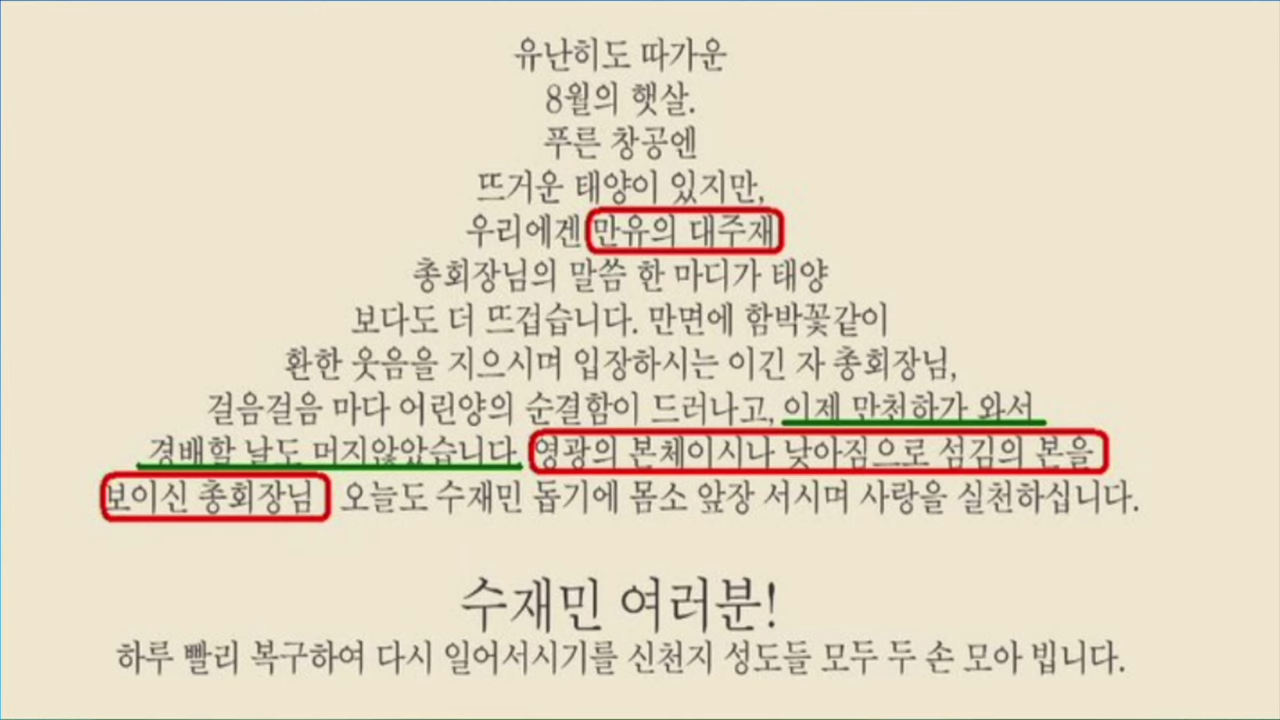 유난히도 따가운
8월의 햇살.
푸른 창공엔
뜨거운 태양이 있지만,
우리에겐 만유의 대주재
총회장님의 말씀 한 마디가 태양
보다도 더 뜨겁습니다. 만면에 함박꽃같이
환한 웃음을 지으시며 입장하시는 이긴 자 총회장님,
걸음걸음 마다 어린양의 순결함이 드러나고, 이제 만천하가 와서
경배할 날도 머지않았습니다. 영광의 본체이시나 낮아짐으로 섬김의 본을
보이신 총회장님 오늘도 수재민 돕기에 몸소 앞장 서시며 사랑을 실천하십니다.
수재민 여러분!
하루 빨리 복구하여 다시 일어서시기를 신천지 성도들 모두 두 손 모아 빕니다.